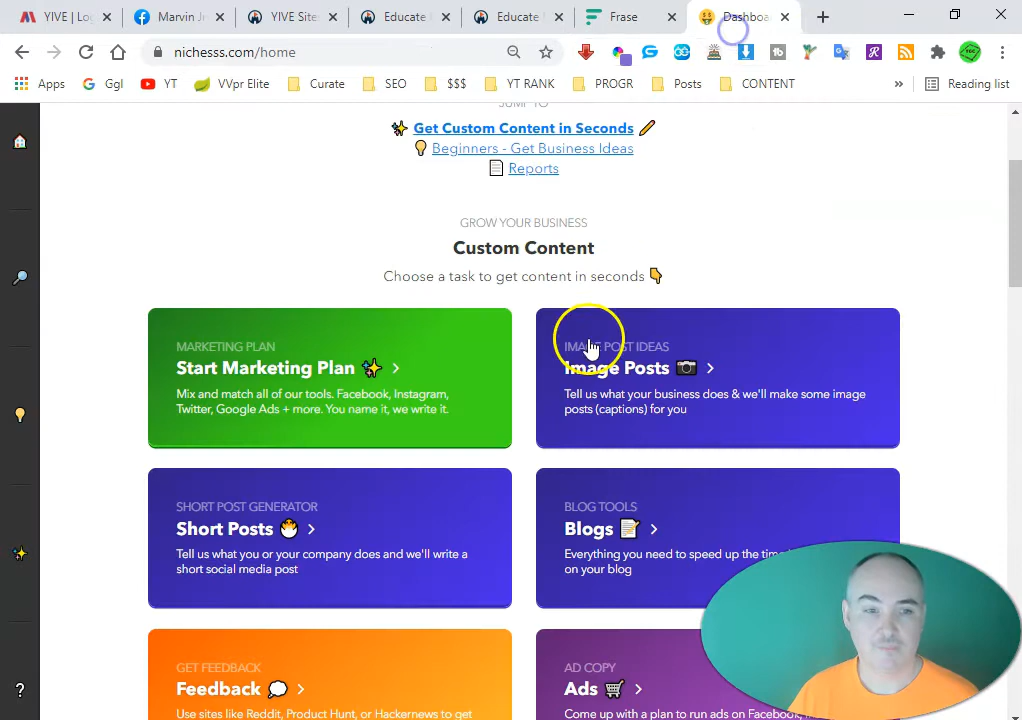 YIVE | Lo
Marvin Jr
YIVE Site
Educate
Educate
Frase
Dashboa
nichesss.com/home
Apps
Ggl
YT
VVpr Elite
Curate
SEO
$$$
YT RANK
PROGR
Posts
CONTENT
»
Reading list
JUMP TO
Get Custom Content in Seconds
Beginners - Get Business Ideas
Reports
GROW YOUR BUSINESS
Custom Content
Choose a task to get content in seconds
MARKETING PLAN
Start Marketing Plan
Mix and match all of our tools. Facebook, Instagram,
Twitter, Google Ads + more. You name it, we write it.
IMAGE POST IDEAS
Image Posts
Tell us what your business does & we'll make some image
posts (captions) for you
SHORT POST GENERATOR
Short Posts
Tell us what you or your company does and we'll write a
short social media post
BLOG TOOLS
Blogs
Everything you need to speed up the time
on your blog
GET FEEDBACK
Feedback
Use sites like Reddit, Product Hunt, or Hackernews to get
AD COPY
Ads
Come up with a plan to run ads on Facebook,